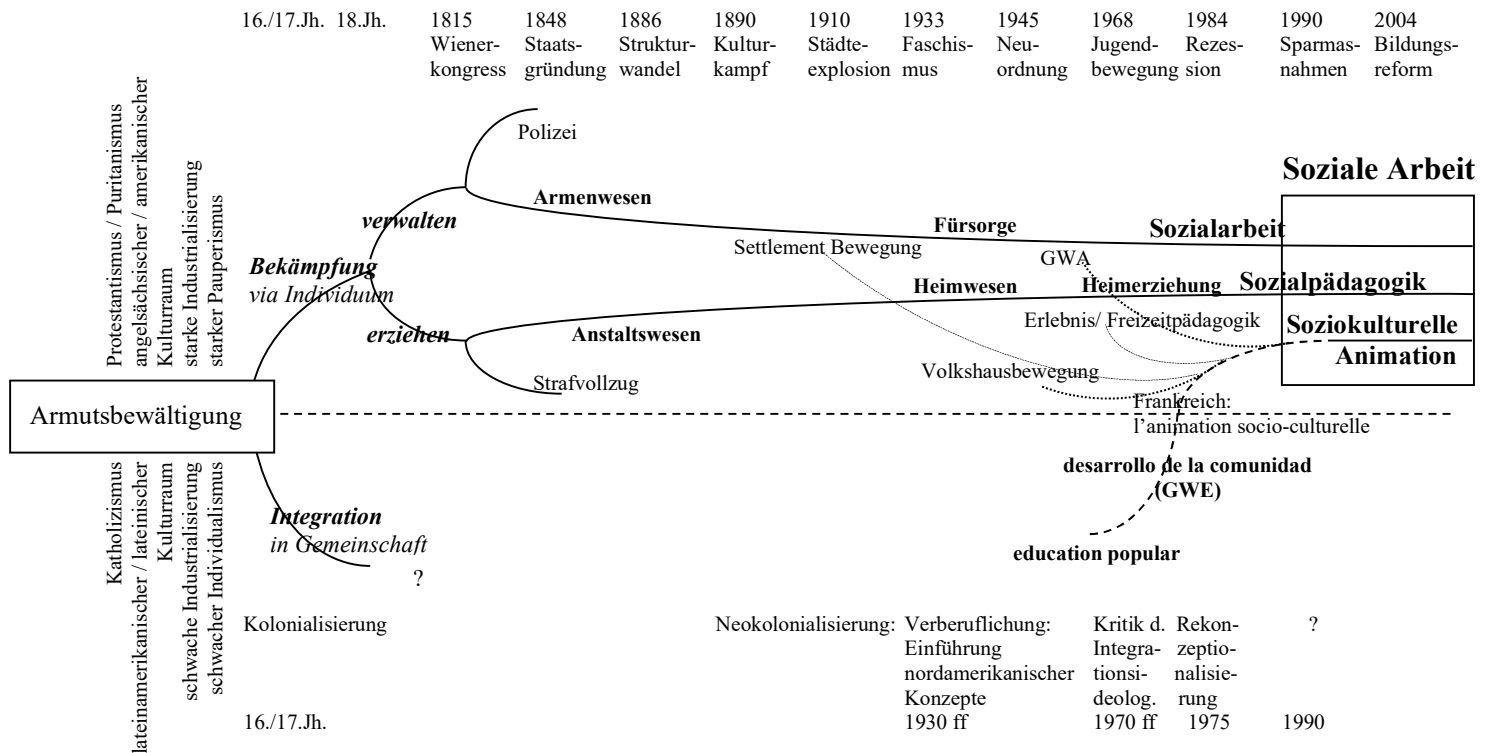 16./17.Jh. 18.Jh. 1815 1848 1886 1890 1910 1933 1945 1968 1984 1990 2004
Wiener- Staats- Struktur- Kultur- Städte- Faschis- Neu- Jugend- Rezes- Sparmas- Bildungs-
kongress gründung wandel kampf explosion mus ordnung bewegung sion nahmen reform
Protestantismus / Puritanismus
angelsächsischer / amerikanischer
Kulturraum
starke Industrialisierung
starker Pauperismus
Polizei
Soziale Arbeit
Armenwesen
verwalten
Fürsorge
Sozialarbeit
Settlement Bewegung
GWA
Bekämpfung
via Individuum
Heimwesen
Heimerziehung
Sozialpädagogik
erziehen
Anstaltswesen
Erlebnis/ Freizeitpädagogik
Soziokulturelle
Animation
Volkshausbewegung
Strafvollzug
Armutsbewältigung
Frankreich:
l'animation socio-culturelle
desarrollo de la comunidad
(GWE)
Katholizismus
lateinamerikanischer / lateinischer
Kulturraum
schwache Industrialisierung
schwacher Individualismus
Integration
in Gemeinschaft
?
education popular
Kolonialisierung
16./17.Jh.
Neokolonialisierung:
Verberuflichung:
Einführung
nordamerikanischer
Konzepte
1930 ff
Kritik d.
Integra-
tionsi-
deolog.
1970 ff
Rekon-
zeptio-
nalisie-
rung
1975
?
1990